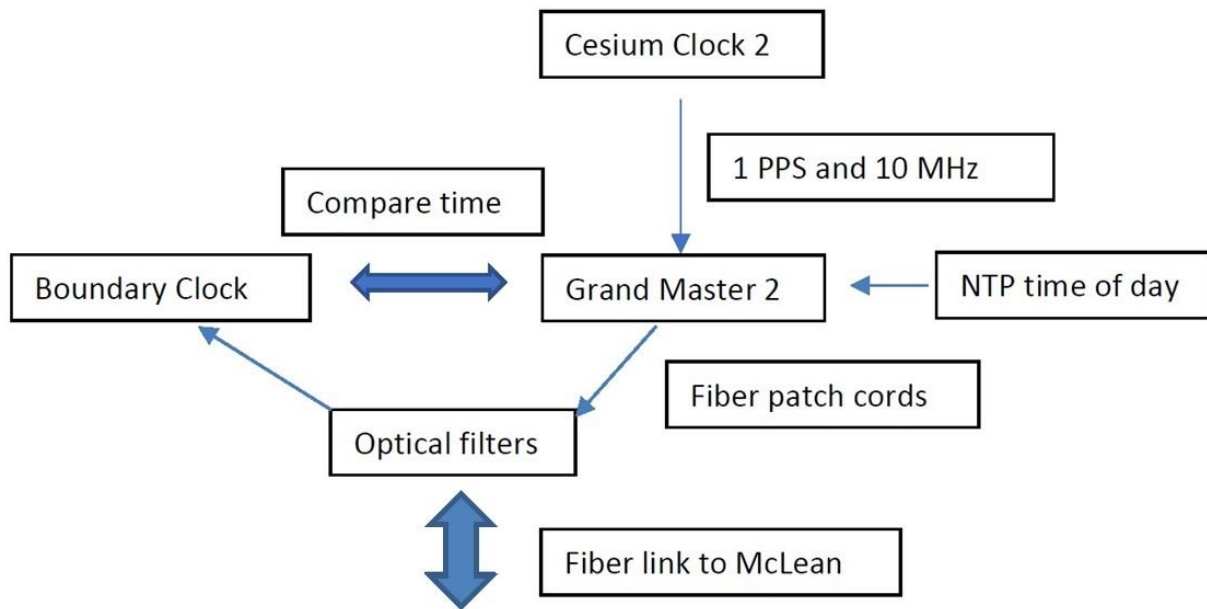 Cesium Clock 2
1 PPS and 10 MHz
Compare time
Boundary Clock
Grand Master 2
NTP time of day
Fiber patch cords
Optical filters
Fiber link to McLean